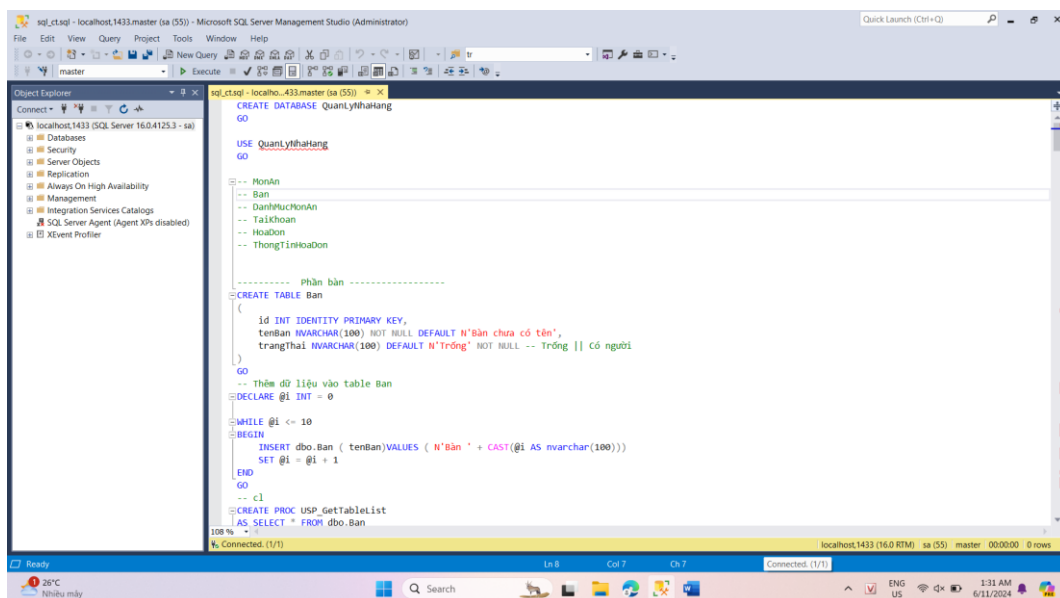 sql_ct.sql - localhost,1433.master (sa (55)) - Microsoft SQL Server Management Studio (Administrator)
Quick Launch (Ctrl+Q)
File Edit View Query Project Tools Window Help
New Query
tr
master
Execute
Object Explorer
sql_ct.sql - localho...433.master (sa (55))
Connect
localhost,1433 (SQL Server 16.0.4125.3 - sa)
Databases
Security
Server Objects
Replication
Always On High Availability
Management
Integration Services Catalogs
SQL Server Agent (Agent XPs disabled)
XEvent Profiler
CREATE DATABASE QuanLyNhaHang
GO
USE QuanLyNhaHang
GO
-- MonAn
-- Ban
-- DanhMucMonAn
-- TaiKhoan
-- HoaDon
-- ThongTinHoaDon
---------- Phần bàn ------------------
CREATE TABLE Ban
(
id INT IDENTITY PRIMARY KEY,
tenBan NVARCHAR(100) NOT NULL DEFAULT N'Bàn chưa có tên',
trangThai NVARCHAR(100) DEFAULT N'Trống' NOT NULL -- Trống || Có người
)
GO
-- Thêm dữ liệu vào table Ban
DECLARE @i INT = 0
WHILE @i <= 10
BEGIN
INSERT dbo.Ban ( tenBan)VALUES ( N'Bàn ' + CAST(@i AS nvarchar(100)))
SET @i = @i + 1
END
GO
-- cl
CREATE PROC USP_GetTableList
AS SELECT * FROM dbo.Ban
108 %
Connected. (1/1)
localhost,1433 (16.0 RTM) sa (55) master 00:00:00 0 rows
Ready
Ln 8 Col 7 Ch 7
Connected. (1/1)
1
26°C
Nhiều mây
Search
ENG
US
1:31 AM
6/11/2024